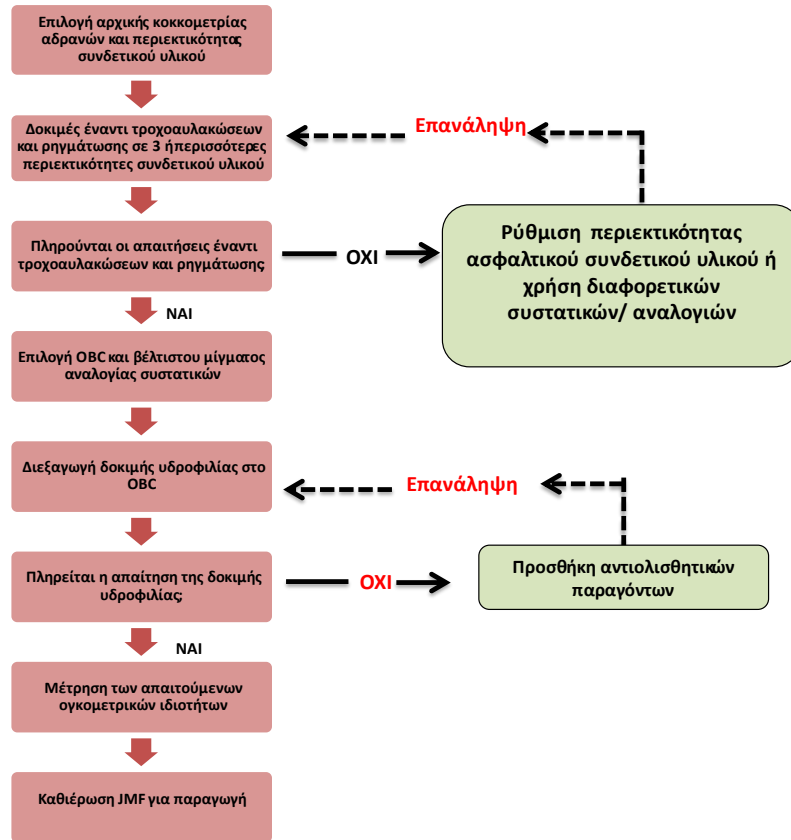 Επιλογή αρχικής κοκκομετρίας
αδρανών και περιεκτικότητας
συνδετικού υλικού
Δοκιμές έναντι τροχοαυλακώσεων
και ρηγμάτωσης σε 3 ήπερισσότερες
περιεκτικότητες συνδετικού υλικού
Επανάληψη
Πληρούνται οι απαιτήσεις έναντι
τροχοαυλακώσεων και ρηγμάτωσης;
ΟΧΙ
Ρύθμιση περιεκτικότητας
ασφαλτικού συνδετικού υλικού ή
χρήση διαφορετικών
συστατικών/ αναλογιών
ΝΑΙ
Επιλογή OBC και βέλτιστου μίγματος
αναλογίας συστατικών
Διεξαγωγή δοκιμής υδροφιλίας στο
OBC
Επανάληψη
Πληρείται η απαίτηση της δοκιμής
υδροφιλίας;
ΟΧΙ
Προσθήκη αντιολισθητικών
παραγόντων
ΝΑΙ
Μέτρηση των απαιτούμενων
ογκομετρικών ιδιοτήτων
Καθιέρωση JMF για παραγωγή